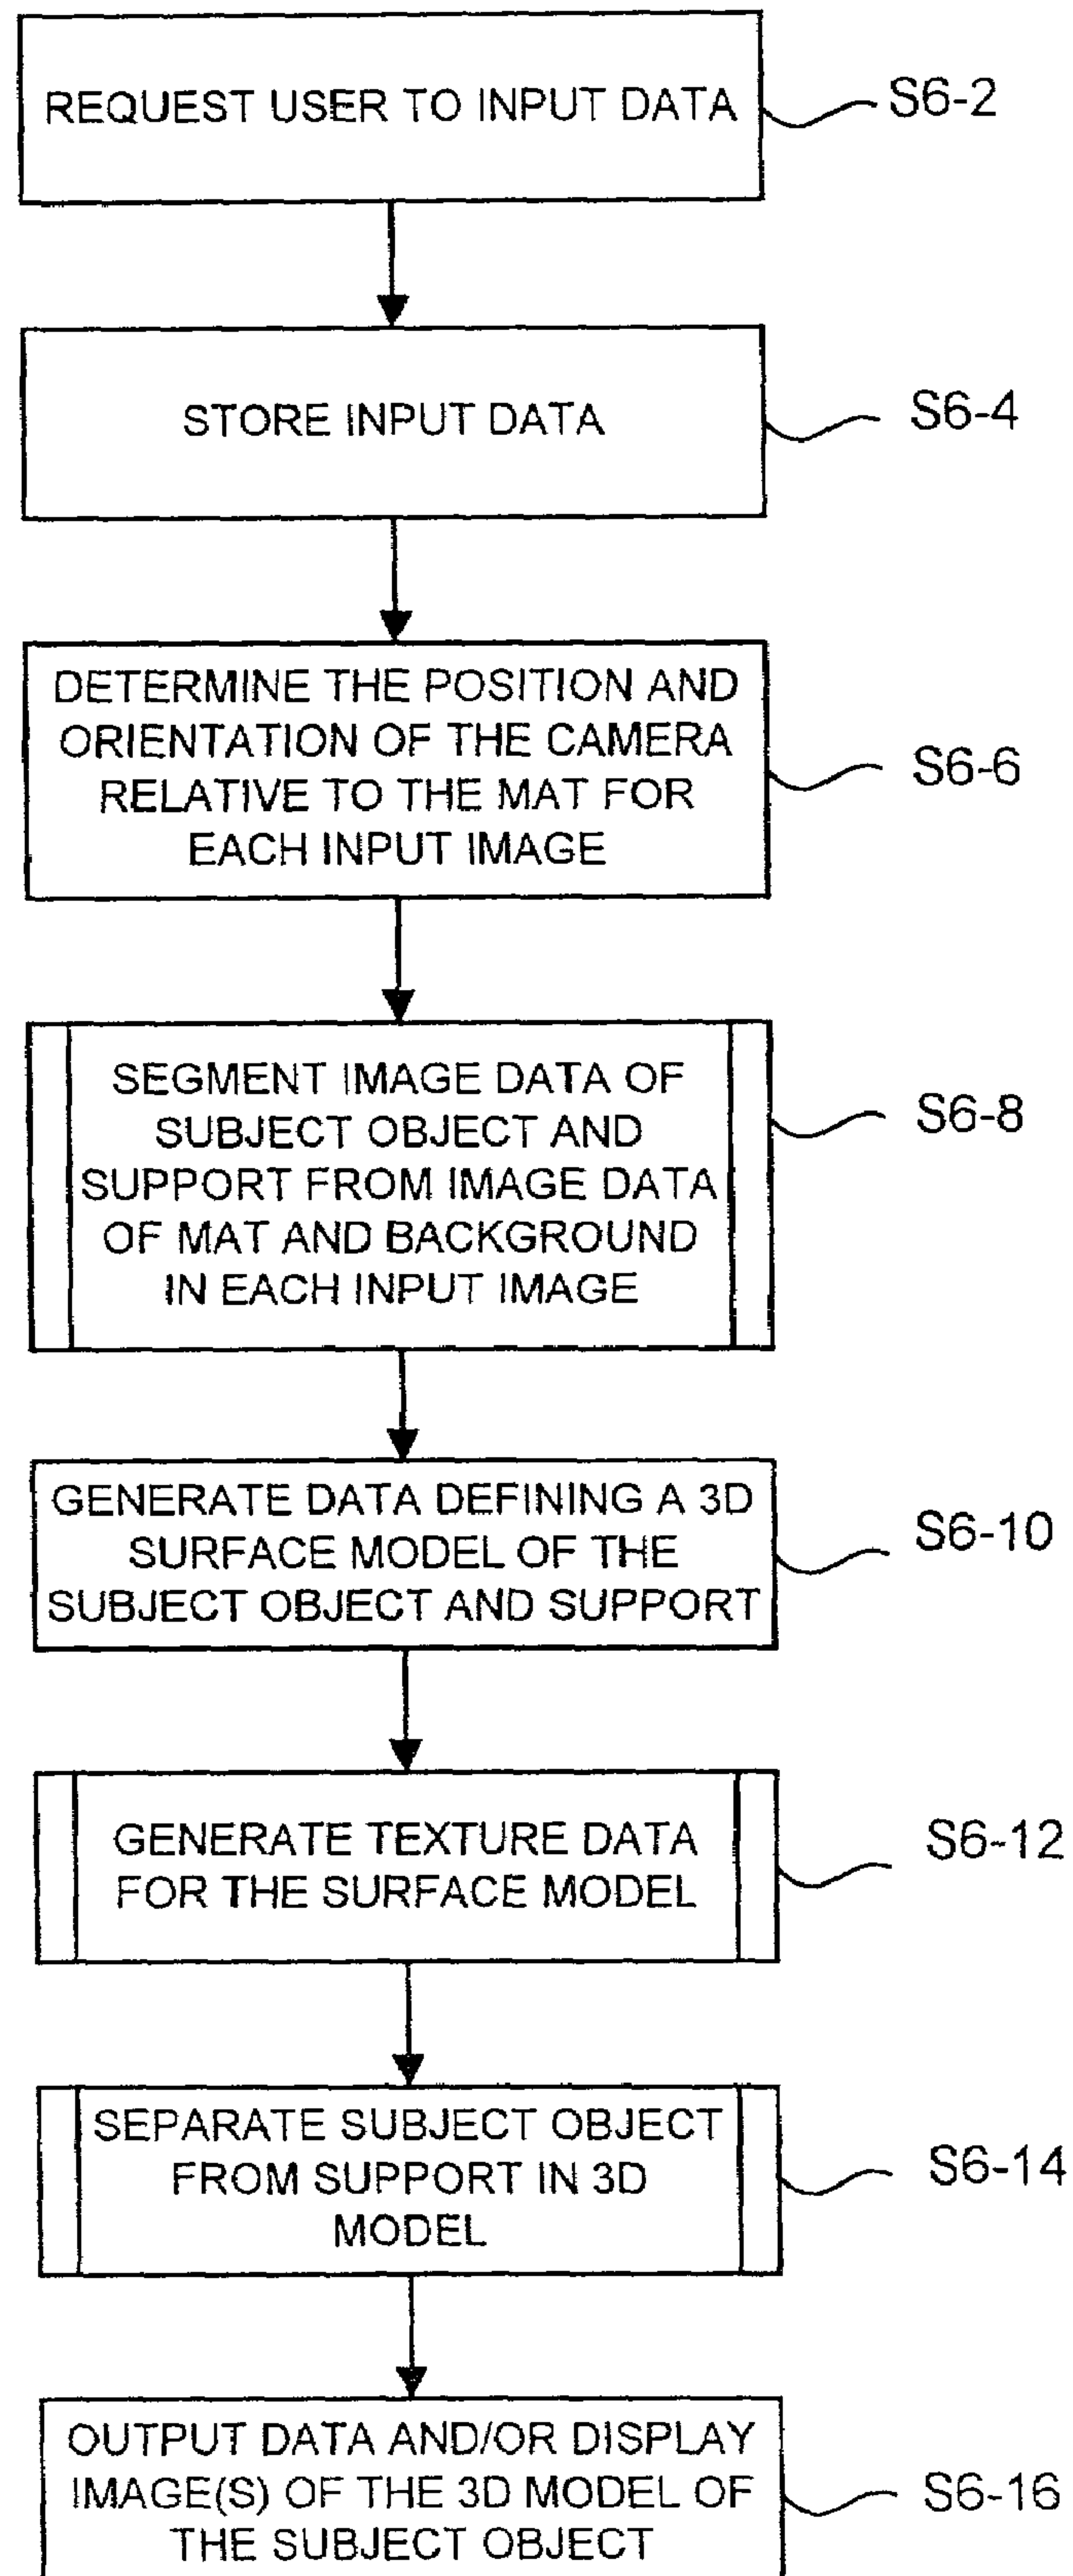 REQUEST USER TO INPUT DATA
S6-2
STORE INPUT DATA
S6-4
DETERMINE THE POSITION AND
ORIENTATION OF THE CAMERA
RELATIVE TO THE MAT FOR
EACH INPUT IMAGE
S6-6
SEGMENT IMAGE DATA OF
SUBJECT OBJECT AND
SUPPORT FROM IMAGE DATA
OF MAT AND BACKGROUND
IN EACH INPUT IMAGE
S6-8
GENERATE DATA DEFINING A 3D
SURFACE MODEL OF THE
SUBJECT OBJECT AND SUPPORT
S6-10
GENERATE TEXTURE DATA
FOR THE SURFACE MODEL
S6-12
SEPARATE SUBJECT OBJECT
FROM SUPPORT IN 3D
MODEL
S6-14
OUTPUT DATA AND/OR DISPLAY
IMAGE(S) OF THE 3D MODEL OF
THE SUBJECT OBJECT
S6-16